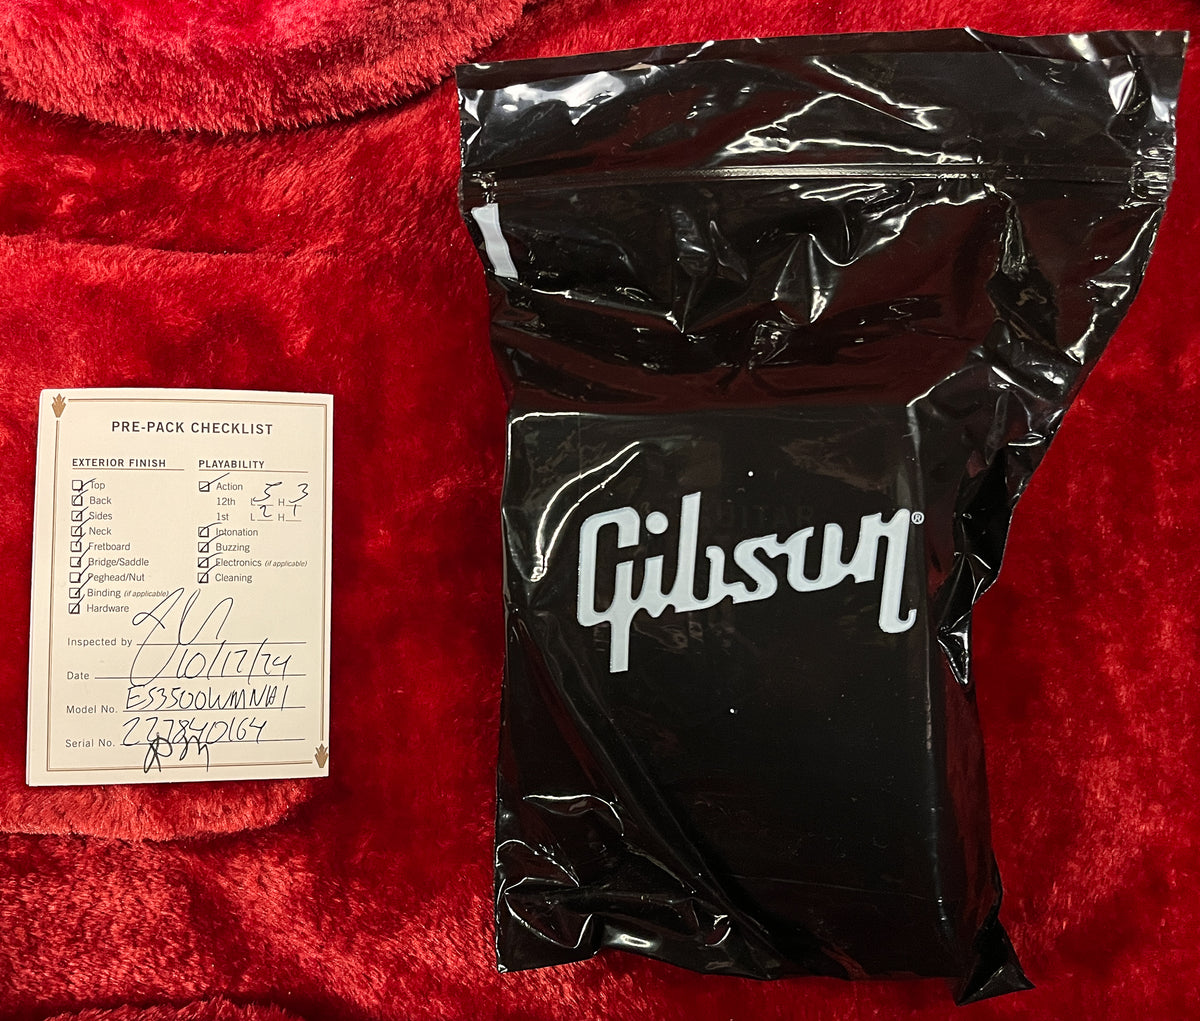 PRE-PACK CHECKLIST
EXTERIOR FINISH
Top
Back
Sides
Neck
Fretboard
Bridge/Saddle
Peghead/Nut
Binding (if applicable)
Hardware
PLAYABILITY
Action
12th L 5 H 3
1st L 2 H 1
Intonation
Buzzing
Electronics (if applicable)
Cleaning
Inspected by
Date 10/17/24
Model No. ES3500WMNH1
Serial No. 227840164
Gibson®